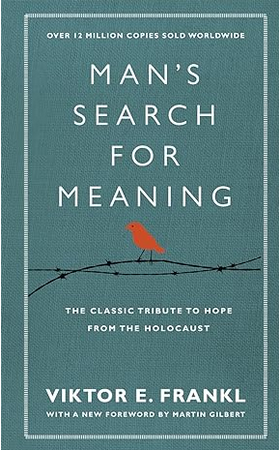 OVER 12 MILLION COPIES SOLD WORLDWIDE
MAN'S
SEARCH
FOR
MEANING
THE CLASSIC TRIBUTE TO HOPE
FROM THE HOLOCAUST
VIKTOR E. FRANKL
WITH A NEW FOREWORD BY MARTIN GILBERT